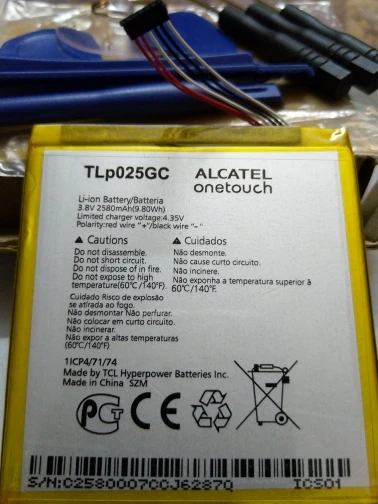 TLp025GC ALCATEL
onetouch
Li-ion Battery/Batteria
3.8V 2580mAh(9.80Wh)
Limited charger voltage:4.35V
Polarity:red wire "+"/black wire "-"
Cautions
Do not disassemble.
Do not short circuit.
Do not dispose of in fire.
Do not expose to high
temperature(60°C/140°F).
Cuidados
Não desmonte.
Não cause curto circuito.
Não incinere.
Não exponha a temperatura superior à
60°C/140°F.
Cuidado Risco de explosão
se atirada ao fogo.
Não desmontar Não perfurar.
Não colocar em curto circuito.
Não incinerar.
Não expor a altas temperaturas
(60°C/140°F)
1ICP4/71/74
Made by TCL Hyperpower Batteries Inc.
Made in China SZM
PCT CE
S/N:C2580007CCJ6287Q ICS01